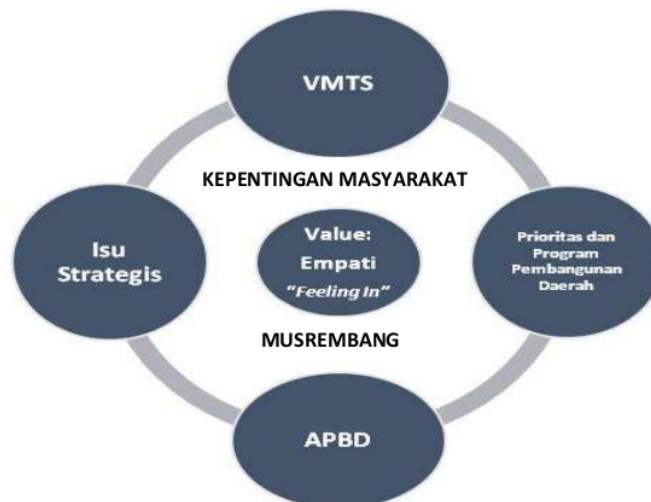 VMTS
KEPENTINGAN MASYARAKAT
Isu
Strategis
Value:
Empati
"Feeling In"
Prioritas dan
Program
Pembangunan
Daerah
MUSREMBANG
APBD